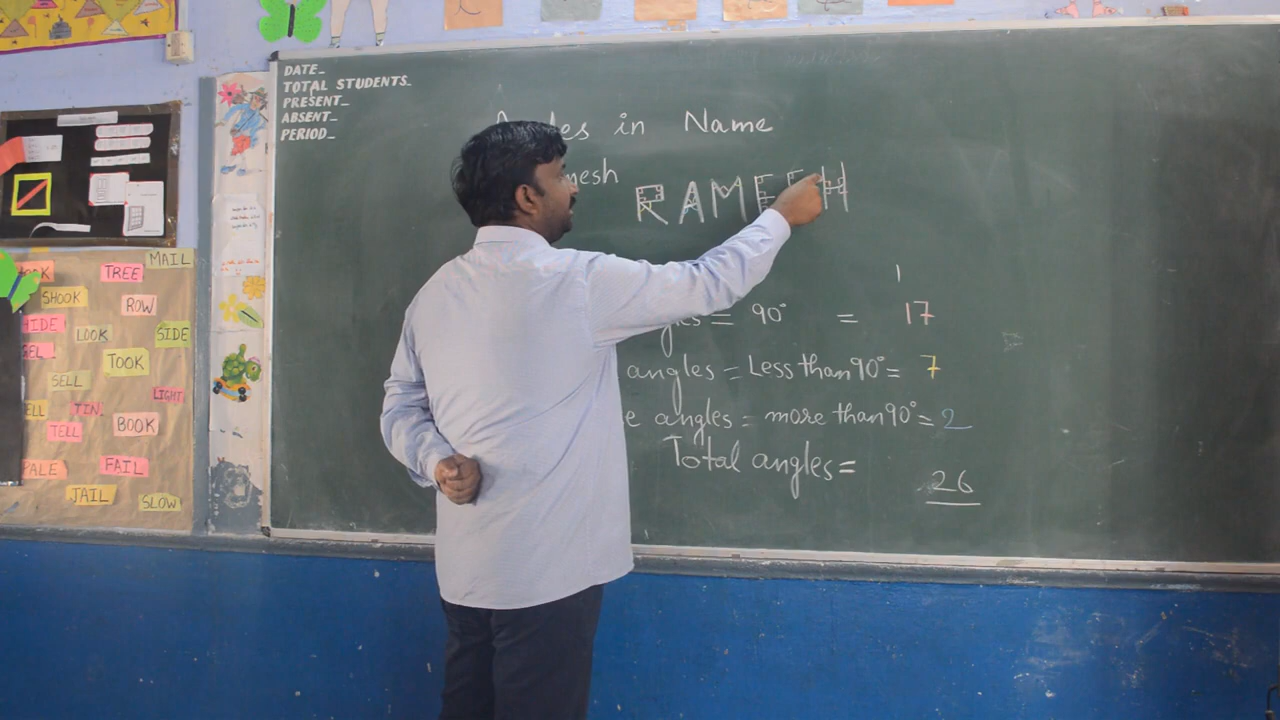 DATE_
TOTAL STUDENTS_
PRESENT_
ABSENT_
PERIOD_
in Name
RAME H
= 90° = 17
1
angles = Less than 90° = 7
angles = more than 90° = 2
Total angles =
26
MAIL
TREE
SHOOK
ROW
HIDE
LOOK
SIDE
TOOK
SELL
LIGHT
TIN
BOOK
TELL
PALE
FAIL
JAIL
SLOW